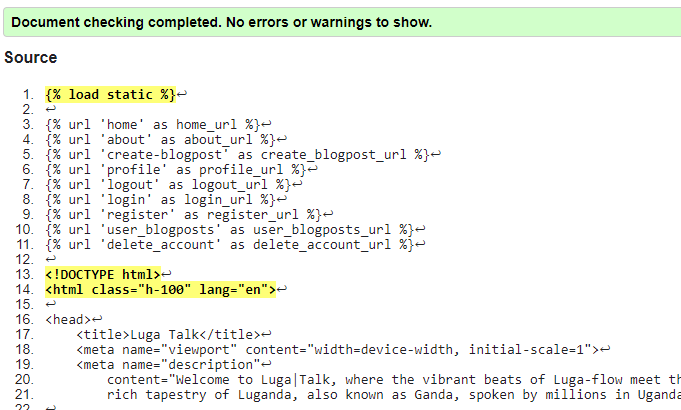 Document checking completed. No errors or warnings to show.
Source
1. {% load static %}↩
2. ↩
3. {% url 'home' as home_url %}↩
4. {% url 'about' as about_url %}↩
5. {% url 'create-blogpost' as create_blogpost_url %}↩
6. {% url 'profile' as profile_url %}↩
7. {% url 'logout' as logout_url %}↩
8. {% url 'login' as login_url %}↩
9. {% url 'register' as register_url %}↩
10. {% url 'user_blogposts' as user_blogposts_url %}↩
11. {% url 'delete_account' as delete_account_url %}↩
12. ↩
13. <!DOCTYPE html>↩
14. <html class="h-100" lang="en">↩
15. ↩
16. <head>↩
17. <title>Luga Talk</title>↩
18. <meta name="viewport" content="width=device-width, initial-scale=1">↩
19. <meta name="description"↩
20. content="Welcome to Luga|Talk, where the vibrant beats of Luga-flow meet th
21. rich tapestry of Luganda, also known as Ganda, spoken by millions in Uganda
22. ↩